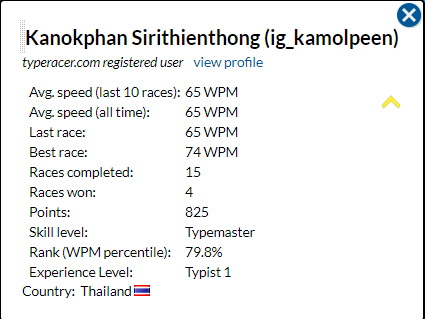 Kanokphan Sirithienthong (ig_kamolpeen)
typeracer.com registered user view profile
Avg. speed (last 10 races): 65 WPM
Avg. speed (all time): 65 WPM
Last race: 65 WPM
Best race: 74 WPM
Races completed: 15
Races won: 4
Points: 825
Skill level: Typemaster
Rank (WPM percentile): 79.8%
Experience Level: Typist 1
Country: Thailand